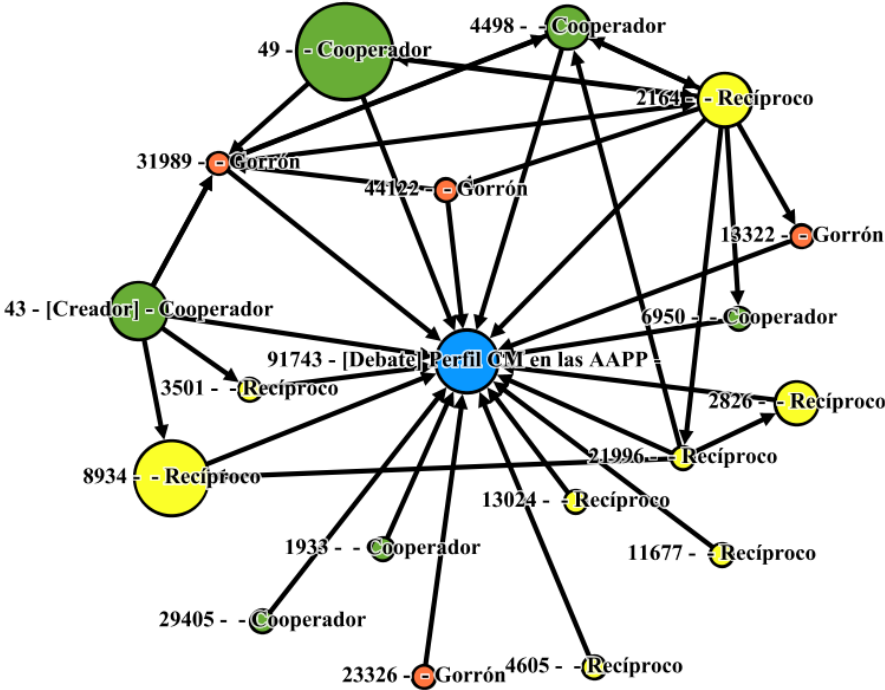 4498 - - Cooperador
49 - - Cooperador
2164 - - Recíproco
31989 - - Gorrón
44122 - - Gorrón
13322 - - Gorrón
43 - [Creador] - Cooperador
6950 - - Cooperador
91743 - [Debate] Perfil CM en las AAPP -
3501 - - Recíproco
2826 - - Recíproco
21996 - - Recíproco
8934 - - Recíproco
13024 - - Recíproco
1933 - - Cooperador
11677 - - Recíproco
29405 - - Cooperador
4605 - - Recíproco
23326 - - Gorrón